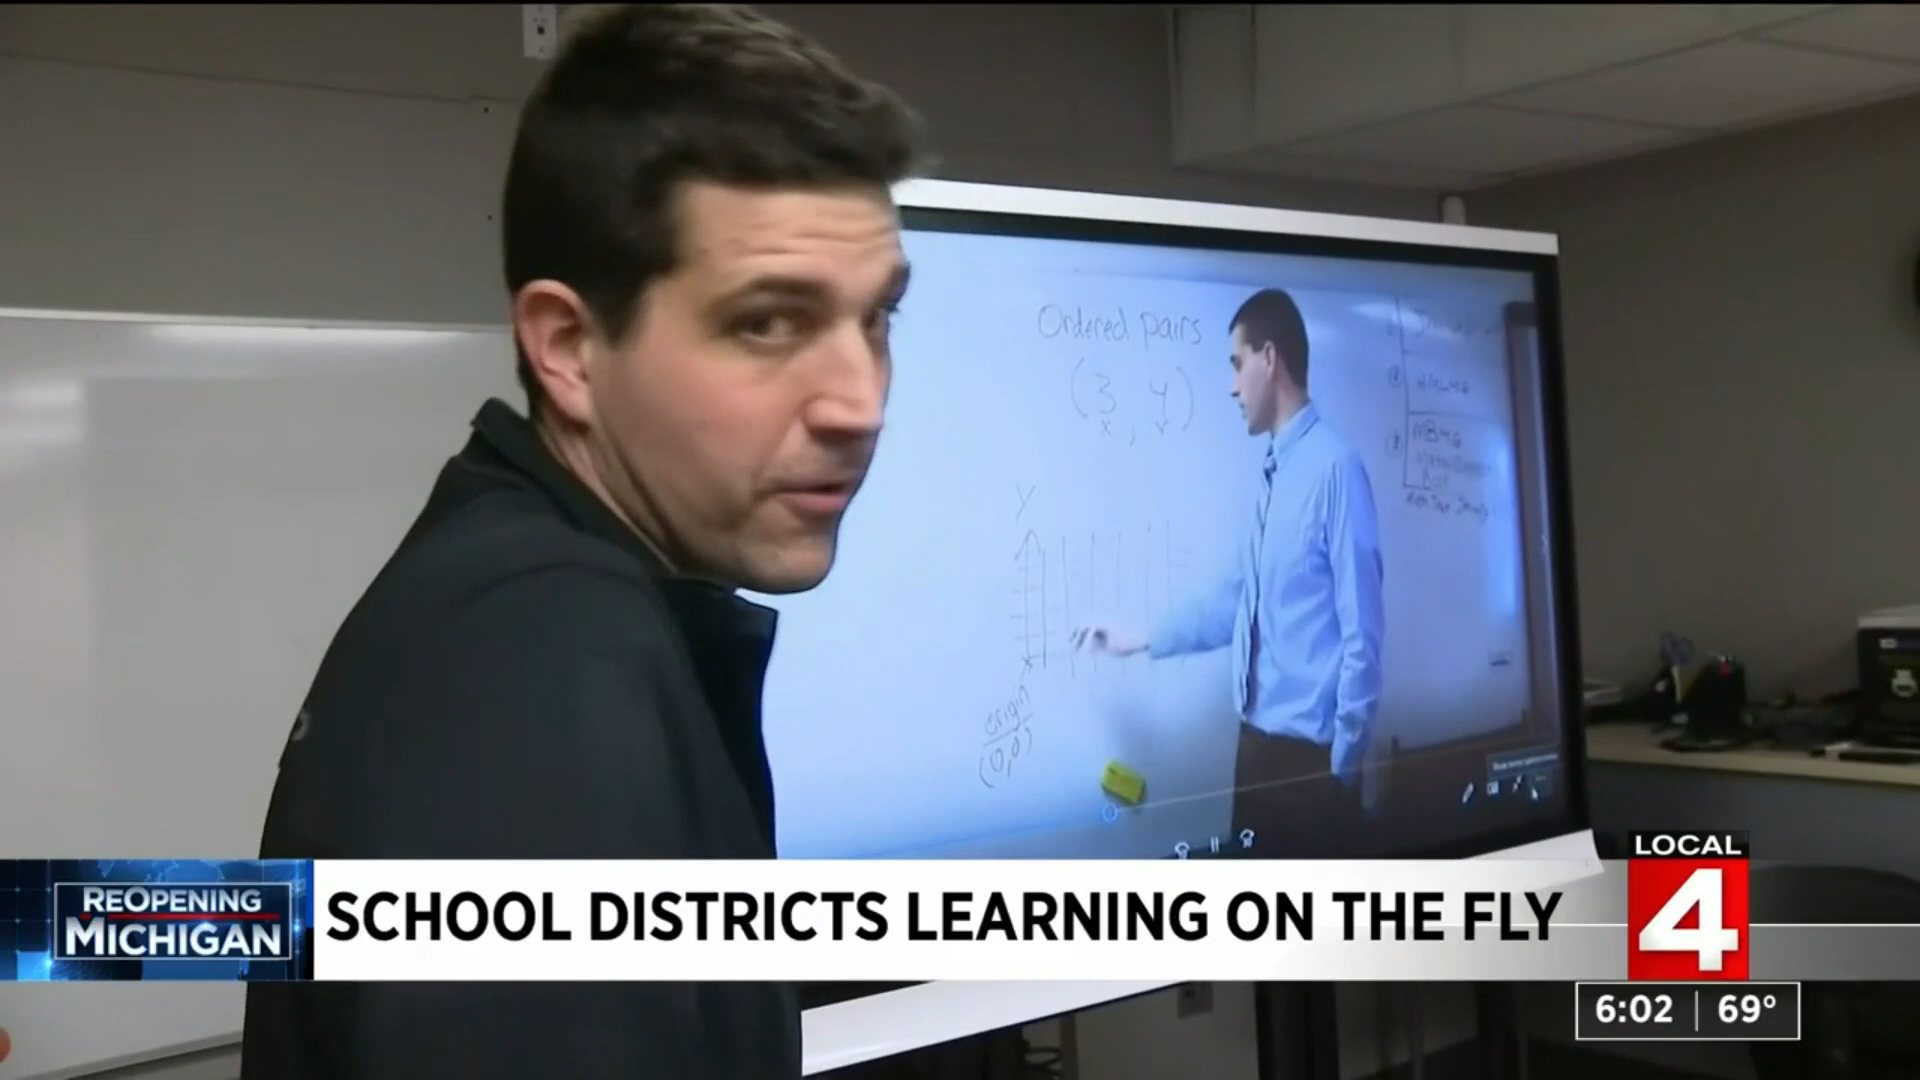 Ordered pairs
(3, 4)
x, y
Y
origin
(0,0)
REOPENING
MICHIGAN
SCHOOL DISTRICTS LEARNING ON THE FLY
LOCAL
4
6:02 69°